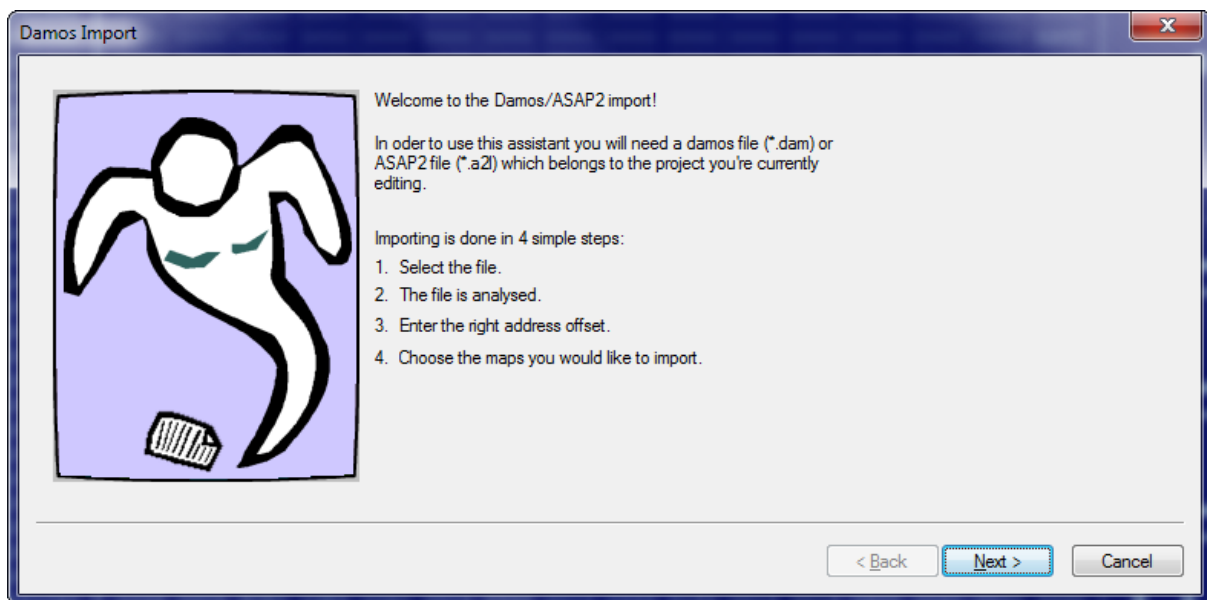 Damos Import
Welcome to the Damos/ASAP2 import!
In oder to use this assistant you will need a damos file (*.dam) or
ASAP2 file (*.a2l) which belongs to the project you're currently
editing.
Importing is done in 4 simple steps:
1. Select the file.
2. The file is analysed.
3. Enter the right address offset.
4. Choose the maps you would like to import.
< Back
Next >
Cancel